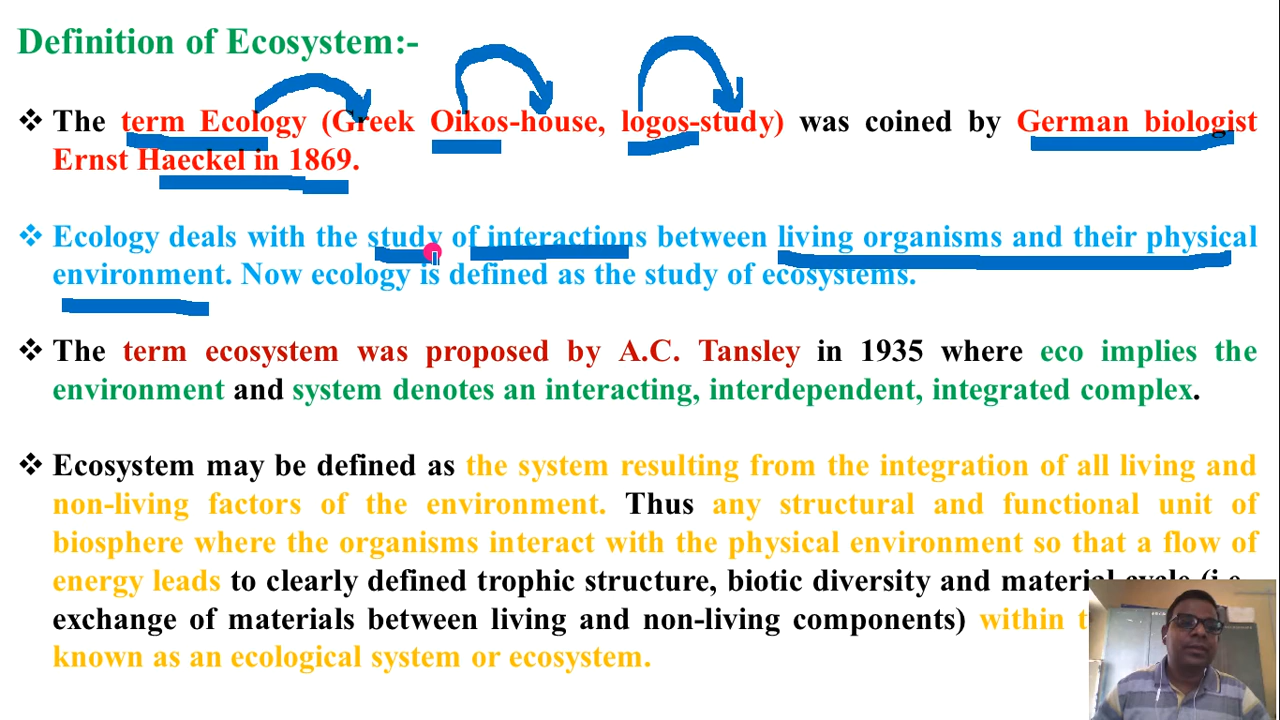 Definition of Ecosystem:-
❖ The term Ecology (Greek Oikos-house, logos-study) was coined by German biologist
Ernst Haeckel in 1869.
❖ Ecology deals with the study of interactions between living organisms and their physical
environment. Now ecology is defined as the study of ecosystems.
❖ The term ecosystem was proposed by A.C. Tansley in 1935 where eco implies the
environment and system denotes an interacting, interdependent, integrated complex.
❖ Ecosystem may be defined as the system resulting from the integration of all living and
non-living factors of the environment. Thus any structural and functional unit of
biosphere where the organisms interact with the physical environment so that a flow of
energy leads to clearly defined trophic structure, biotic diversity and material cycle (i.e.
exchange of materials between living and non-living components) within
known as an ecological system or ecosystem.